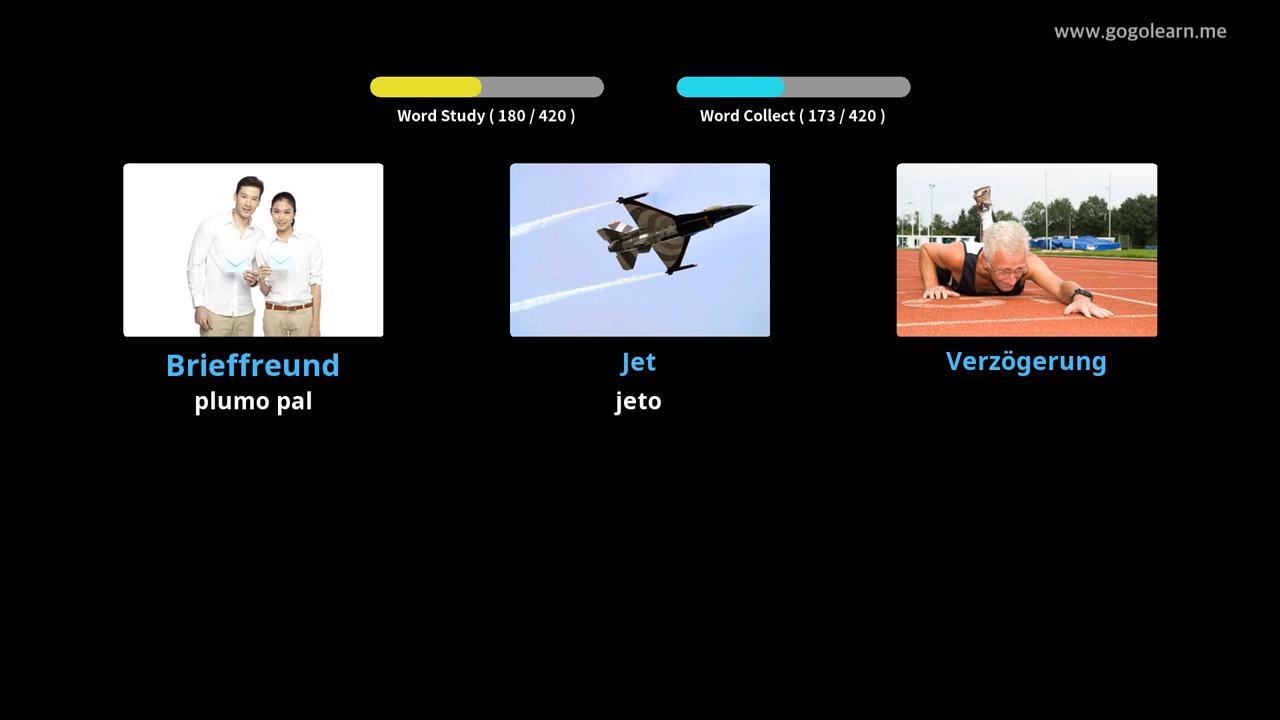 www.gogolearn.me
Word Study ( 180 / 420 )
Word Collect ( 173 / 420 )
Brieffreund
Jet
Verzögerung
plumo pal
jeto